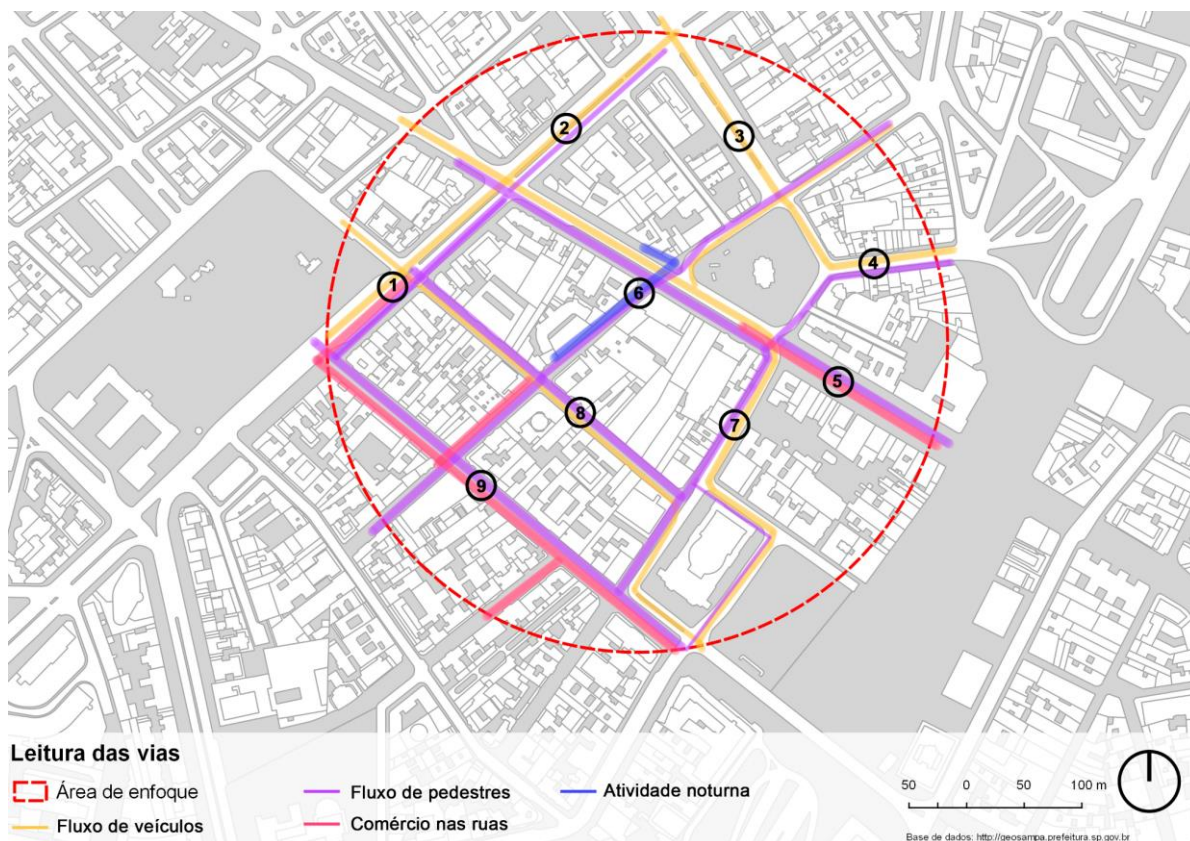 2
3
1
4
6
5
8
7
9
Leitura das vias
Área de enfoque
Fluxo de veículos
Fluxo de pedestres
Comércio nas ruas
Atividade noturna
50 0 50 100 m
Base de dados: http://geosampa.prefeitura.sp.gov.br